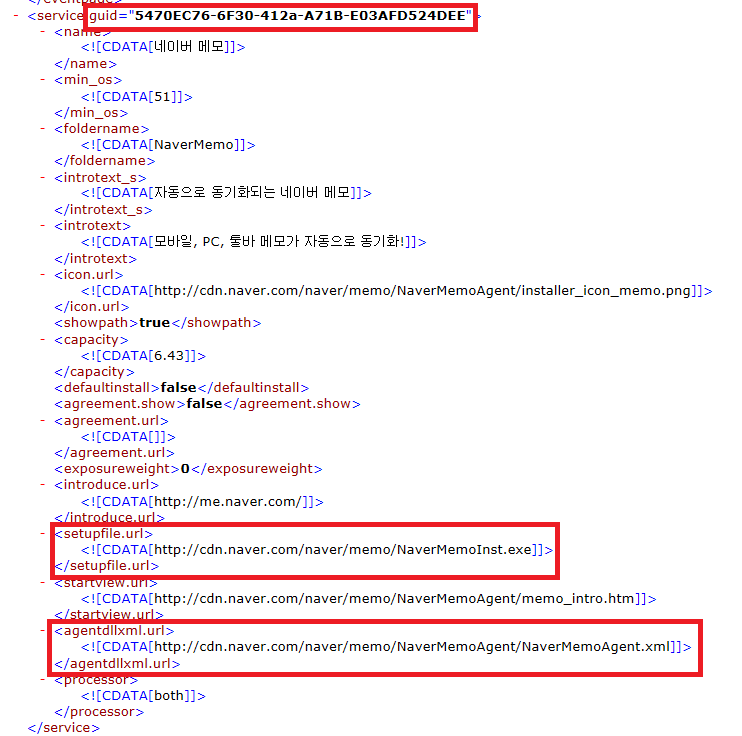 </eventpage>
- <service guid="5470EC76-6F30-412a-A71B-E03AFD524DEE">
- <name>
<![CDATA[네이버 메모]]>
</name>
- <min_os>
<![CDATA[51]]>
</min_os>
- <foldername>
<![CDATA[NaverMemo]]>
</foldername>
- <introtext_s>
<![CDATA[자동으로 동기화되는 네이버 메모]]>
</introtext_s>
- <introtext>
<![CDATA[모바일, PC, 툴바 메모가 자동으로 동기화!]]>
</introtext>
- <icon.url>
<![CDATA[http://cdn.naver.com/naver/memo/NaverMemoAgent/installer_icon_memo.png]]>
</icon.url>
<showpath>true</showpath>
- <capacity>
<![CDATA[6.43]]>
</capacity>
<defaultinstall>false</defaultinstall>
<agreement.show>false</agreement.show>
- <agreement.url>
<![CDATA[]]>
</agreement.url>
<exposureweight>0</exposureweight>
- <introduce.url>
<![CDATA[http://me.naver.com/]]>
</introduce.url>
- <setupfile.url>
<![CDATA[http://cdn.naver.com/naver/memo/NaverMemoInst.exe]]>
</setupfile.url>
- <startview.url>
<![CDATA[http://cdn.naver.com/naver/memo/NaverMemoAgent/memo_intro.htm]]>
</startview.url>
- <agentdllxml.url>
<![CDATA[http://cdn.naver.com/naver/memo/NaverMemoAgent/NaverMemoAgent.xml]]>
</agentdllxml.url>
- <processor>
<![CDATA[both]]>
</processor>
</service>